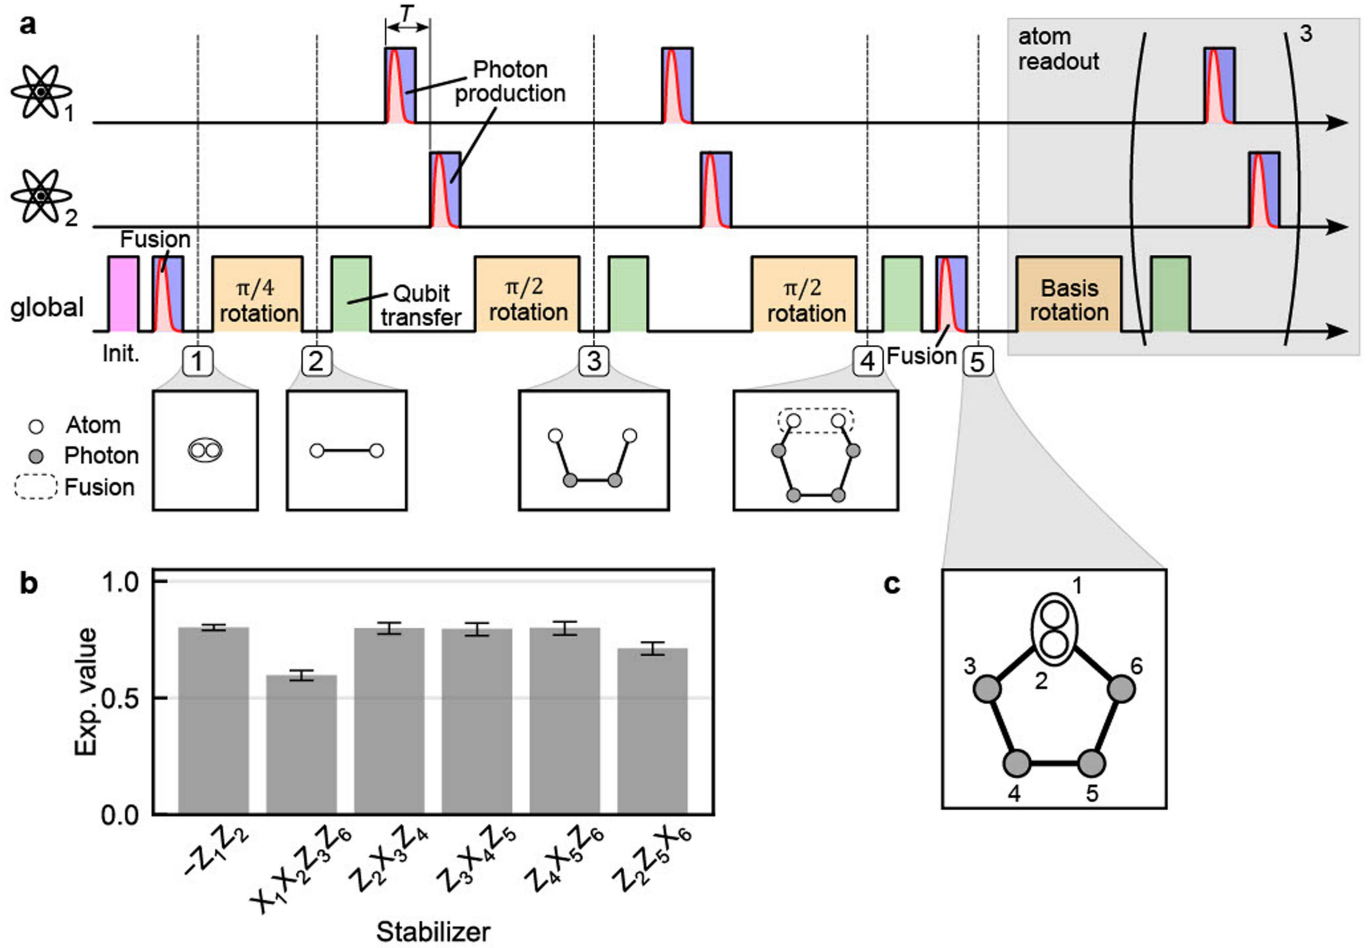 a
T
3
atom
readout
Photon
production
1
2
Fusion
global
π/4
rotation
Qubit
transfer
π/2
rotation
π/2
rotation
Basis
rotation
Init.
Fusion
1
2
3
4
5
Atom
Photon
Fusion
b
1.0
0.5
0.0
Exp. value
-Z₁Z₂
X₁X₂Z₃Z₆
Z₂X₃Z₄
Z₃X₄Z₅
Z₄X₅Z₆
Z₂Z₅X₆
Stabilizer
c
1
3
2
6
4
5